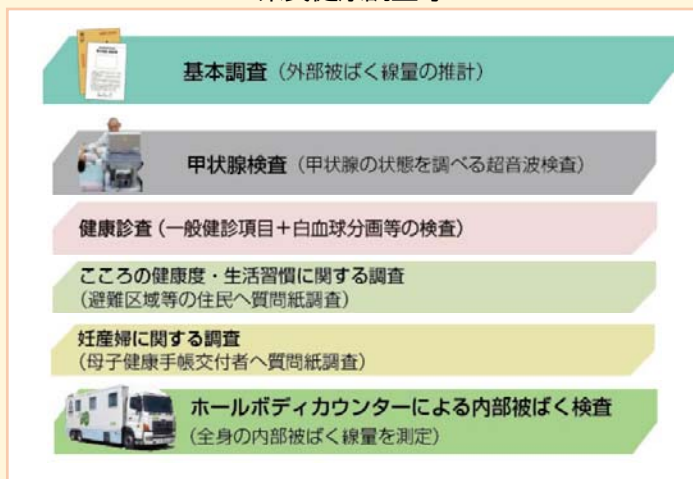 基本調査（外部被ばく線量の推計）
甲状腺検査（甲状腺の状態を調べる超音波検査）
健康診査（一般健診項目＋白血球分画等の検査）
こころの健康度・生活習慣に関する調査
（避難区域等の住民へ質問紙調査）
妊産婦に関する調査
（母子健康手帳交付者へ質問紙調査）
ホールボディカウンターによる内部被ばく検査
（全身の内部被ばく線量を測定）